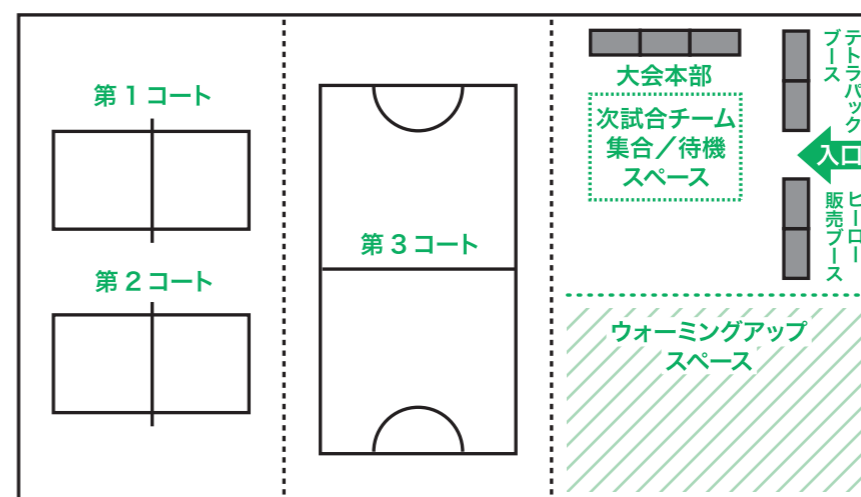 第1コート
第2コート
第3コート
大会本部
次試合チーム
集合／待機
スペース
テトラパック
ブース
入口
ヒーロー
販売ブース
ウォーミングアップ
スペース